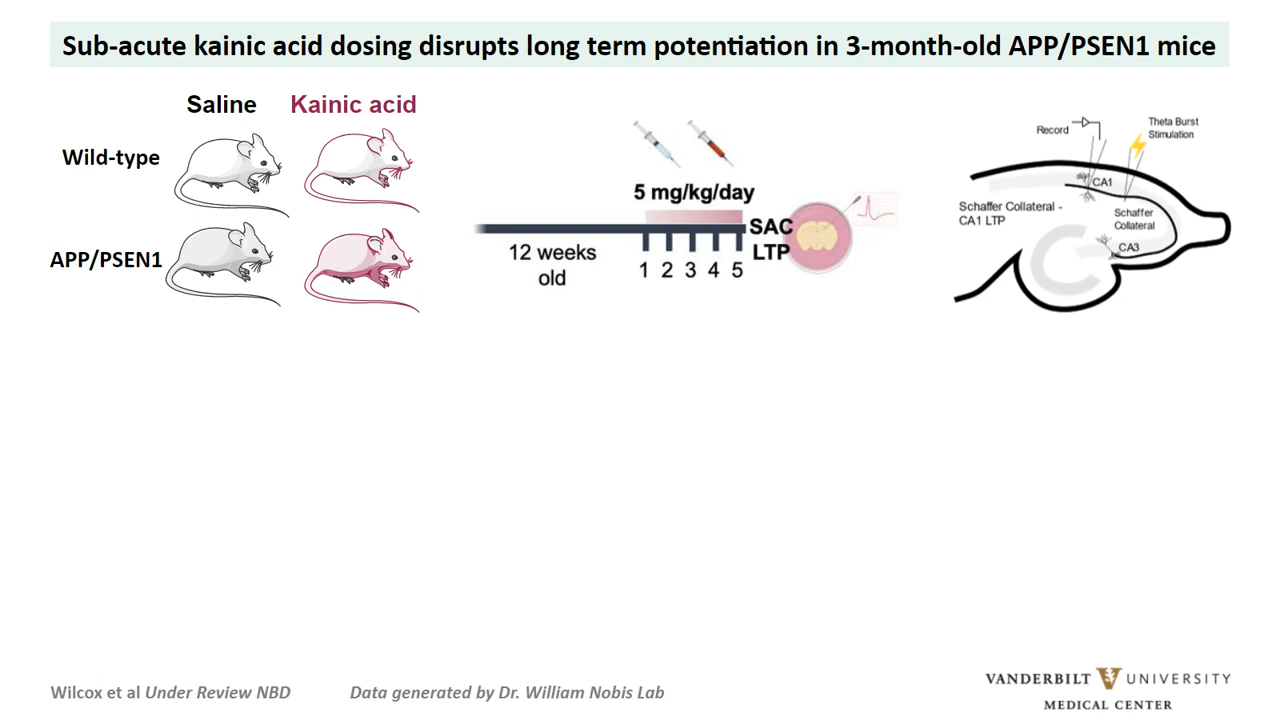 Sub-acute kainic acid dosing disrupts long term potentiation in 3-month-old APP/PSEN1 mice
Saline
Kainic acid
Wild-type
APP/PSEN1
5 mg/kg/day
12 weeks
old
1 2 3 4 5
SAC
LTP
Record
Theta Burst
Stimulation
CA1
Schaffer Collateral -
CA1 LTP
Schaffer
Collateral
CA3
Wilcox et al Under Review NBD
Data generated by Dr. William Nobis Lab
VANDERBILT UNIVERSITY
MEDICAL CENTER